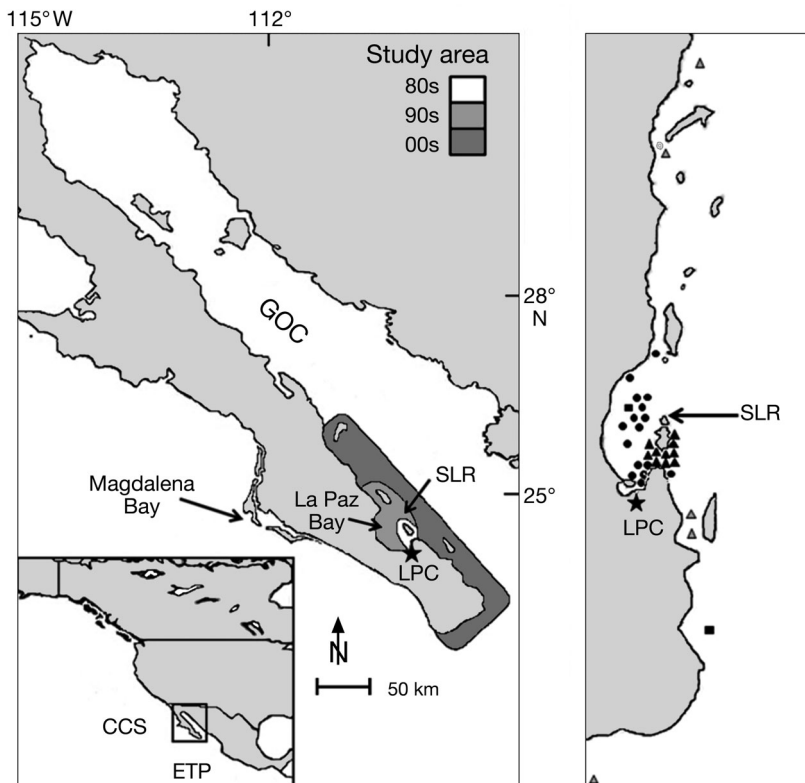 115° W
112°
Study area
80s
90s
00s
28°
N
GOC
SLR
Magdalena
Bay
La Paz
Bay
25°
LPC
N
50 km
CCS
ETP
SLR
LPC